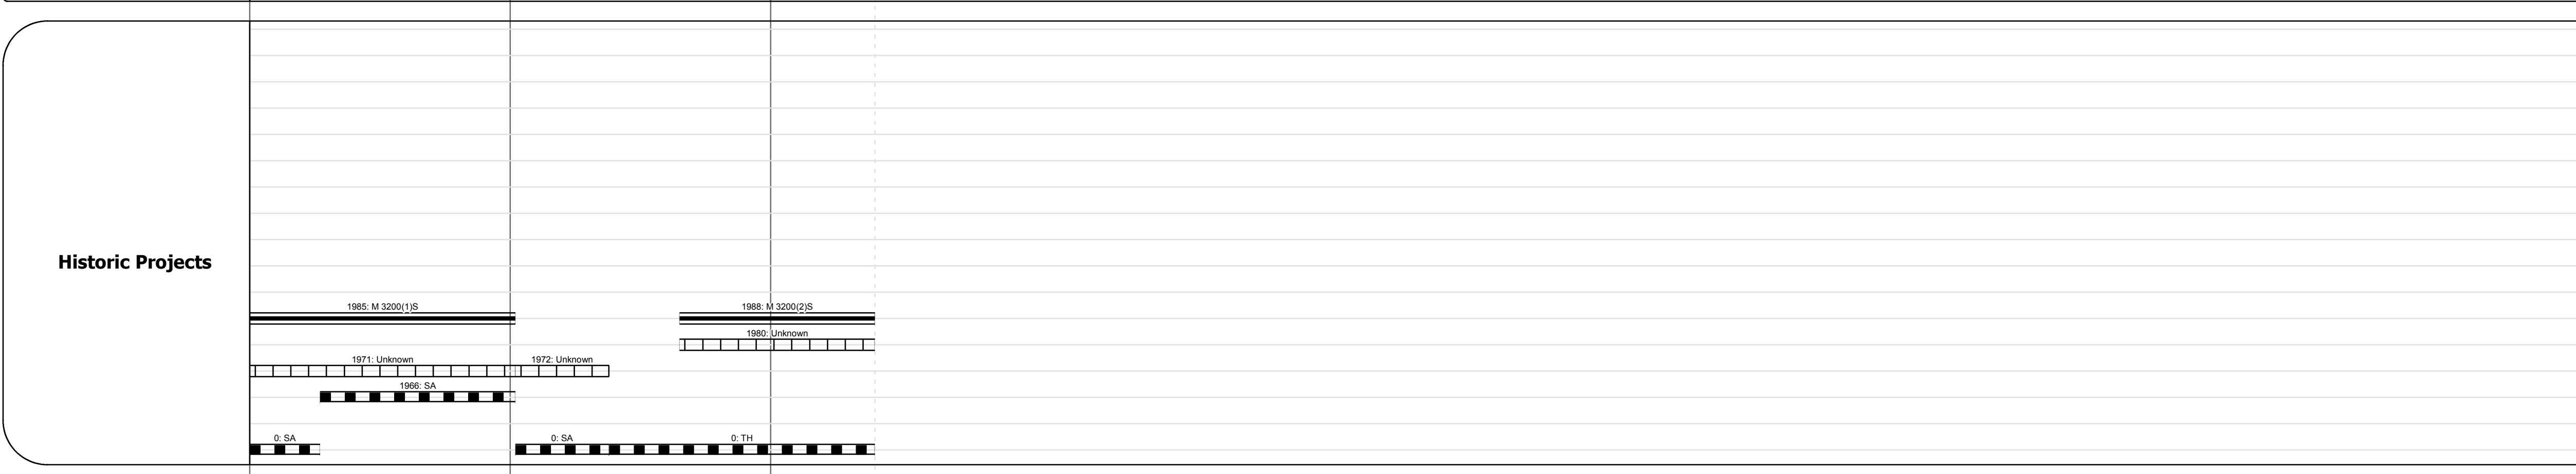 Historic Projects
1985: M 3200(1)S
1988: M 3200(2)S
1980: Unknown
1971: Unknown
1972: Unknown
1966: SA
0: SA
0: SA
0: TH